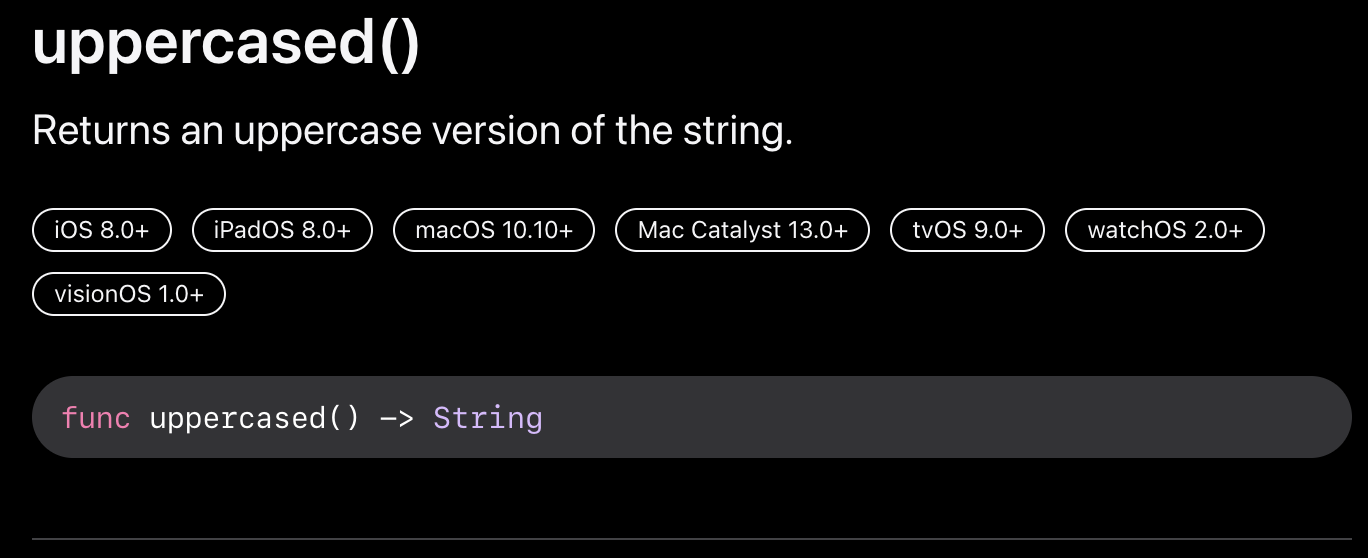 uppercased()
Returns an uppercase version of the string.
iOS 8.0+ iPadOS 8.0+ macOS 10.10+ Mac Catalyst 13.0+ tvOS 9.0+ watchOS 2.0+
visionOS 1.0+
func uppercased() -> String